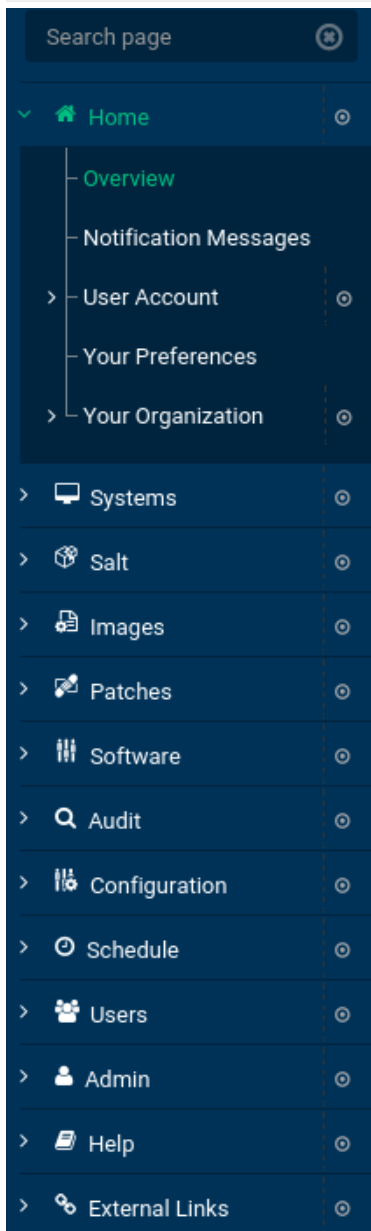 Search page
Home
Overview
Notification Messages
User Account
Your Preferences
Your Organization
Systems
Salt
Images
Patches
Software
Audit
Configuration
Schedule
Users
Admin
Help
External Links